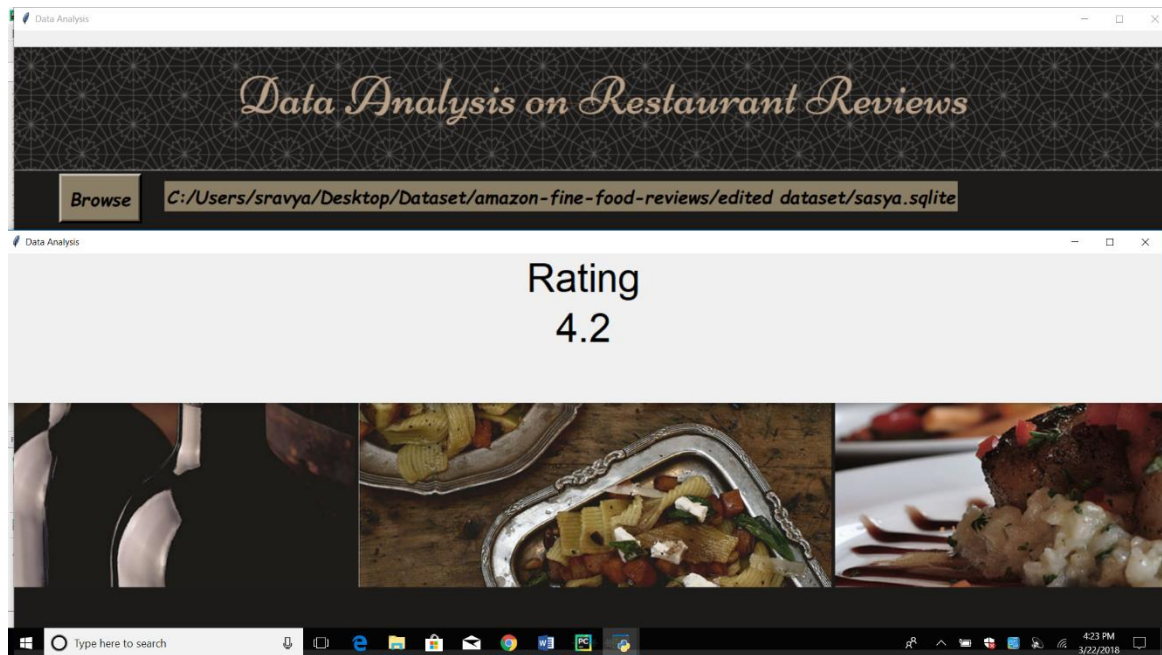 Data Analysis
Data Analysis on Restaurant Reviews
Browse
C:/Users/sravya/Desktop/Dataset/amazon-fine-food-reviews/edited dataset/sasya.sqlite
Data Analysis
Rating
4.2
Type here to search
4:23 PM
3/22/2018